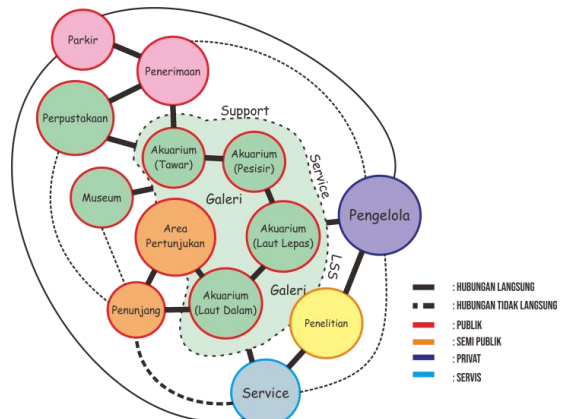 Parkir
Penerimaan
Support
Perpustakaan
Akuarium
(Tawar)
Akuarium
(Pesisir)
Service
Museum
Galeri
Pengelola
Area
Pertunjukan
Akuarium
(Laut Lepas)
LSS
Galeri
Akuarium
(Laut Dalam)
Penunjang
Penelitian
Service
: HUBUNGAN LANGSUNG
: HUBUNGAN TIDAK LANGSUNG
: PUBLIK
: SEMI PUBLIK
: PRIVAT
: SERVIS